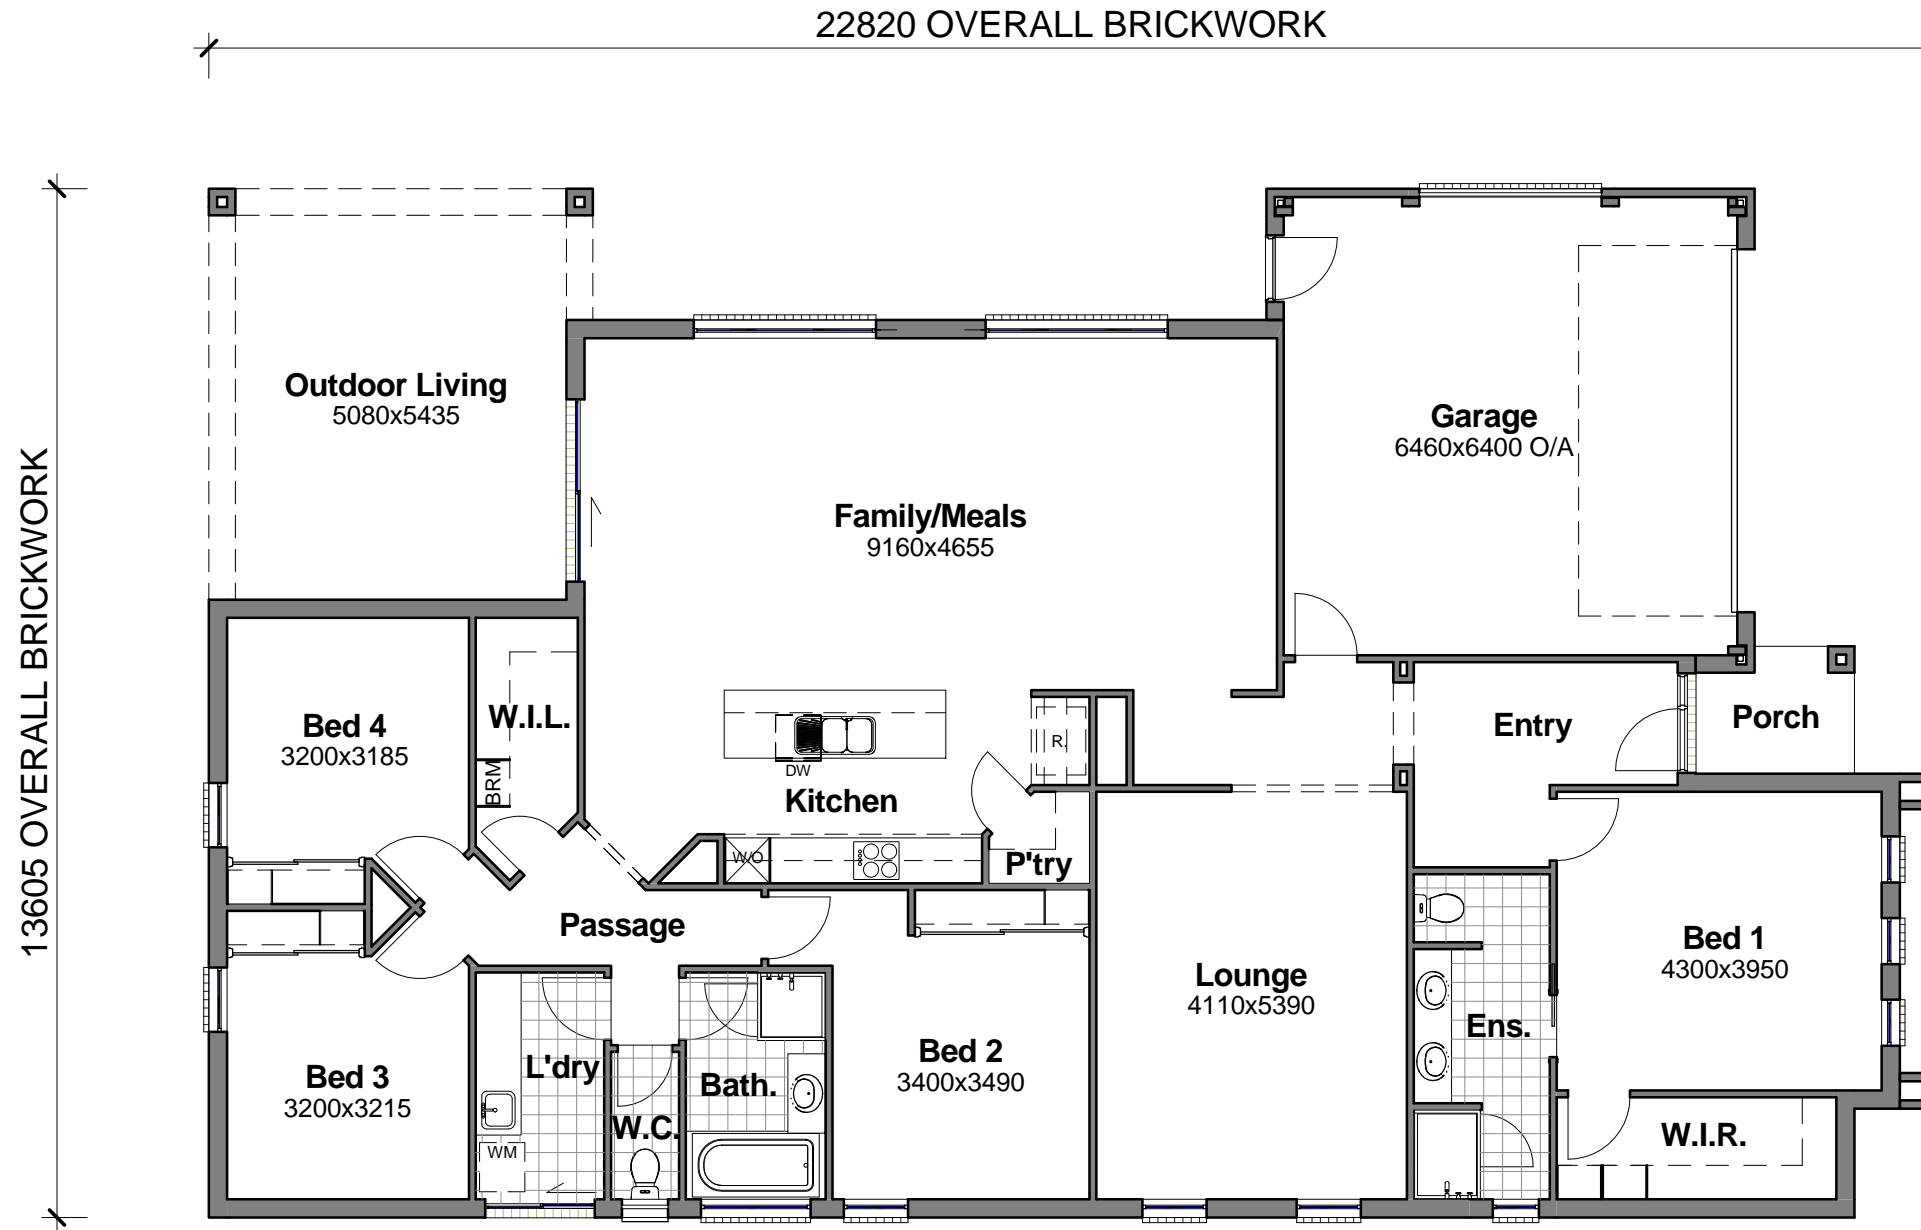 22820 OVERALL BRICKWORK
13605 OVERALL BRICKWORK
Outdoor Living
5080x5435
Garage
6460x6400 O/A
Family/Meals
9160x4655
Bed 4
3200x3185
W.I.L.
BRM
DW
R.
Kitchen
W/O
P'try
Entry
Porch
Passage
Bed 1
4300x3950
Lounge
4110x5390
Ens.
Bed 2
3400x3490
Bed 3
3200x3215
L'dry
Bath.
W.C.
WM
W.I.R.